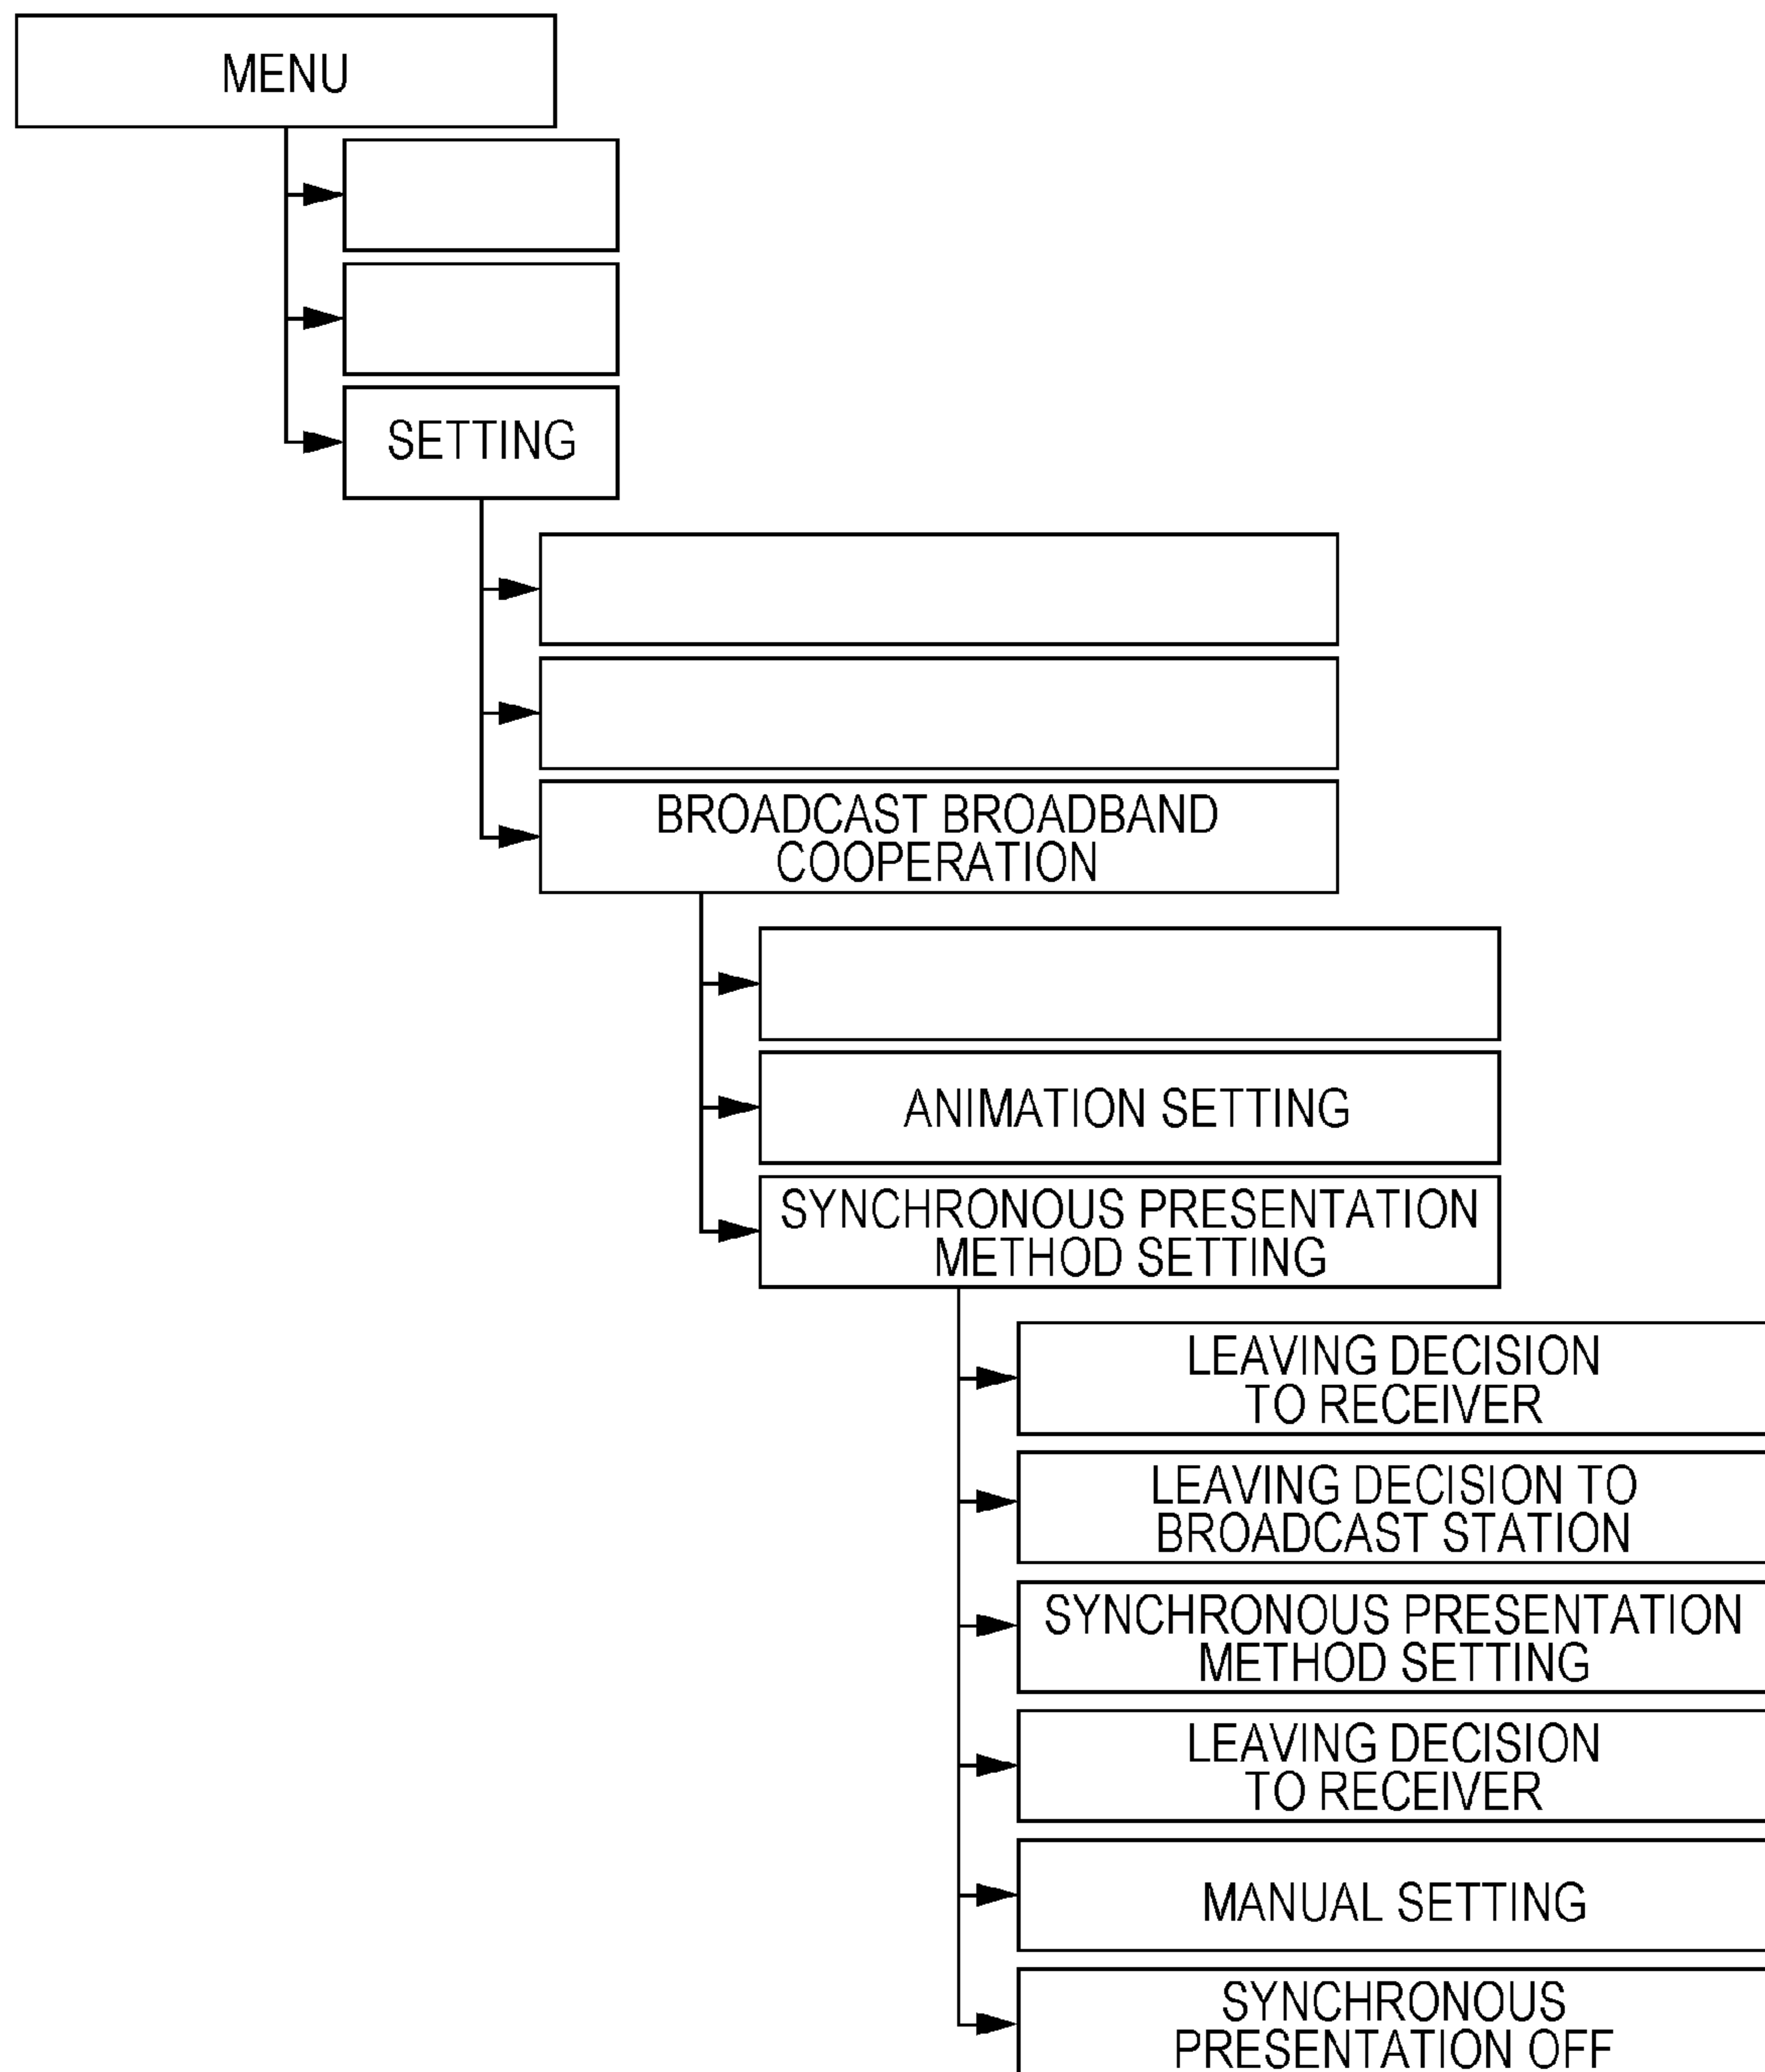 MENU
SETTING
BROADCAST BROADBAND
COOPERATION
ANIMATION SETTING
SYNCHRONOUS PRESENTATION
METHOD SETTING
LEAVING DECISION
TO RECEIVER
LEAVING DECISION TO
BROADCAST STATION
SYNCHRONOUS PRESENTATION
METHOD SETTING
LEAVING DECISION
TO RECEIVER
MANUAL SETTING
SYNCHRONOUS
PRESENTATION OFF